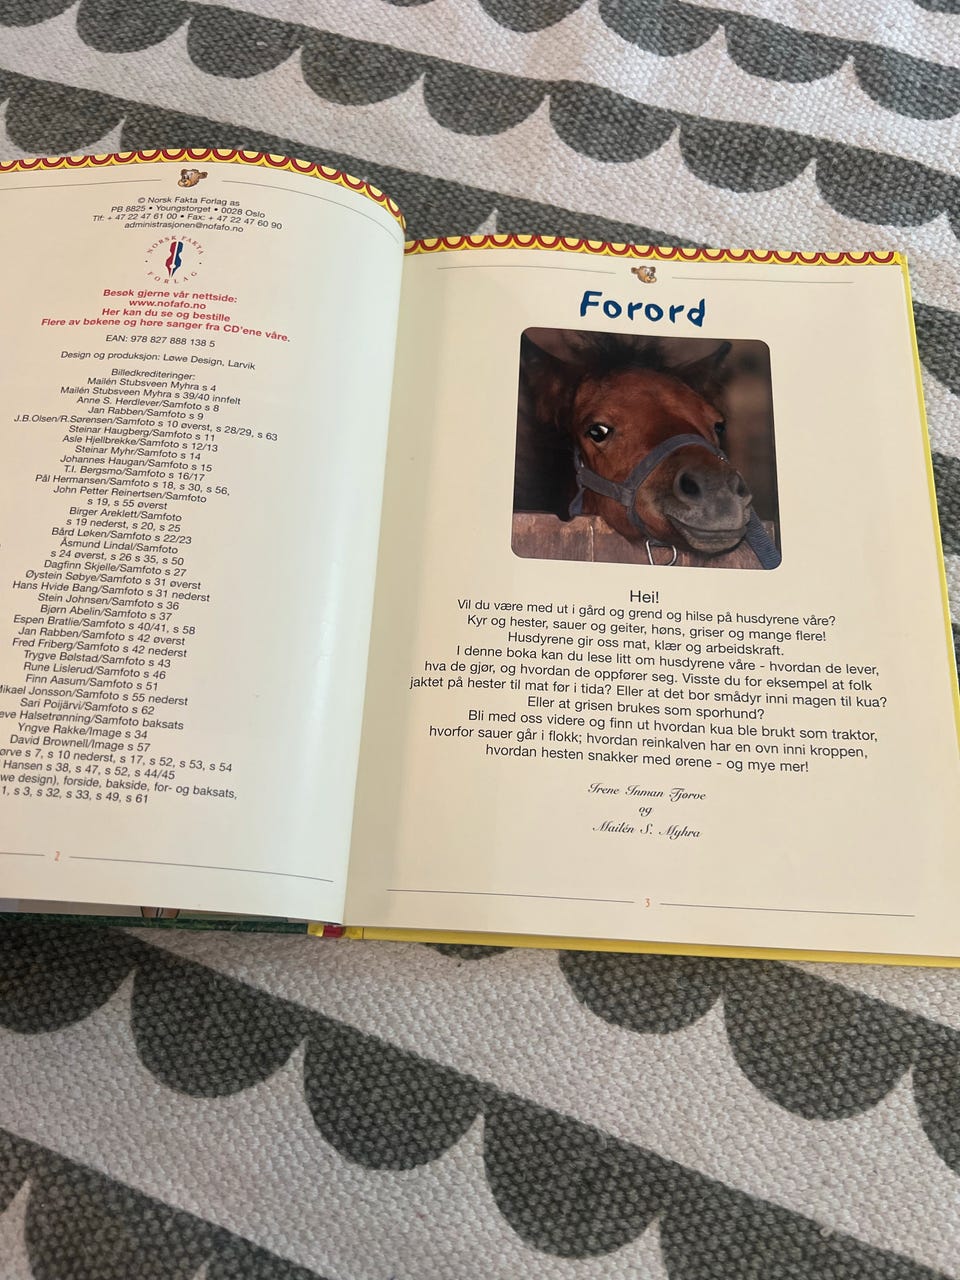 © Norsk Fakta Forlag as
PB 8825 • Youngstorget • 0028 Oslo
Tlf: + 47 22 47 61 00 • Fax: + 47 22 47 60 90
administrasjonen@nofafo.no
NORSK FAKTA
FORLAG
Besøk gjerne vår nettside:
www.nofafo.no
Her kan du se og bestille
Flere av bøkene og høre sanger fra CD'ene våre.
EAN: 978 827 888 138 5
Design og produksjon: Løwe Design, Larvik
Billedkrediteringer:
Mailén Stubsveen Myhra s 4
Mailén Stubsveen Myhra s 39/40 innfelt
Anne S. Herdlever/Samfoto s 8
Jan Rabben/Samfoto s 9
J.B.Olsen/R.Sørensen/Samfoto s 10 øverst, s 28/29, s 63
Steinar Haugberg/Samfoto s 11
Asle Hjellbrekke/Samfoto s 12/13
Steinar Myhr/Samfoto s 14
Johannes Haugan/Samfoto s 15
T.I. Bergsmo/Samfoto s 16/17
Pål Hermansen/Samfoto s 18, s 30, s 56,
John Petter Reinertsen/Samfoto
s 19, s 55 øverst
Birger Areklett/Samfoto
s 19 nederst, s 20, s 25
Bård Løken/Samfoto s 22/23
Åsmund Lindal/Samfoto
s 24 øverst, s 26 s 35, s 50
Dagfinn Skjelle/Samfoto s 27
Øystein Søbye/Samfoto s 31 øverst
Hans Hvide Bang/Samfoto s 31 nederst
Stein Johnsen/Samfoto s 36
Bjørn Abelin/Samfoto s 37
Espen Bratlie/Samfoto s 40/41, s 58
Jan Rabben/Samfoto s 42 øverst
Fred Friberg/Samfoto s 42 nederst
Trygve Bølstad/Samfoto s 43
Rune Lislerud/Samfoto s 46
Finn Aasum/Samfoto s 51
Mikael Jonsson/Samfoto s 55 nederst
Sari Poijärvi/Samfoto s 62
Halsetrønning/Samfoto baksats
Yngve Rakke/Image s 34
David Brownell/Image s 57
s 7, s 10 nederst, s 17, s 52, s 53, s 54
Hansen s 38, s 47, s 52, s 44/45
design), forside, bakside, for- og baksats,
1, s 3, s 32, s 33, s 49, s 61
2
Forord
Hei!
Vil du være med ut i gård og grend og hilse på husdyrene våre?
Kyr og hester, sauer og geiter, høns, griser og mange flere!
Husdyrene gir oss mat, klær og arbeidskraft.
I denne boka kan du lese litt om husdyrene våre - hvordan de lever,
hva de gjør, og hvordan de oppfører seg. Visste du for eksempel at folk
jaktet på hester til mat før i tida? Eller at det bor smådyr inni magen til kua?
Eller at grisen brukes som sporhund?
Bli med oss videre og finn ut hvordan kua ble brukt som traktor,
hvorfor sauer går i flokk; hvordan reinkalven har en ovn inni kroppen,
hvordan hesten snakker med ørene - og mye mer!
Irene Inman Tjørve
og
Mailén S. Myhra
3